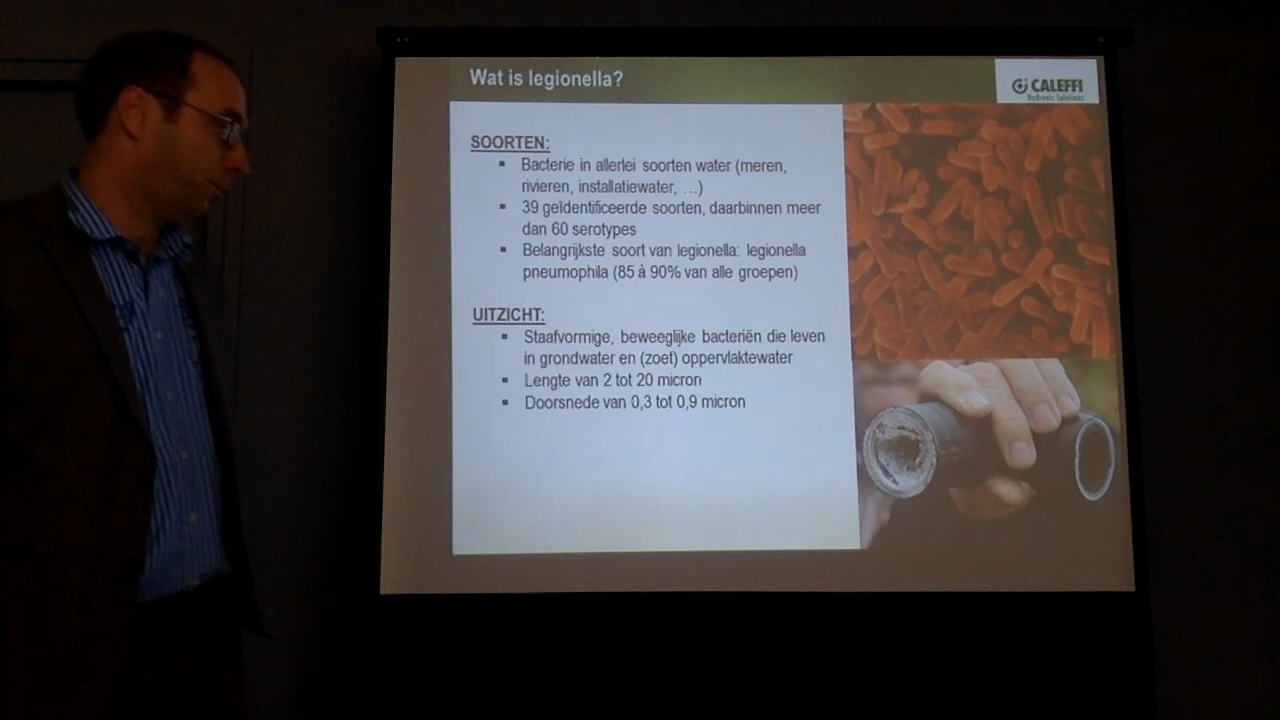 Wat is legionella?
CALEFFI
Hydronic Solutions
SOORTEN:
▪ Bacterie in allerlei soorten water (meren,
rivieren, installatiewater, ...)
▪ 39 geïdentificeerde soorten, daarbinnen meer
dan 60 serotypes
▪ Belangrijkste soort van legionella: legionella
pneumophila (85 à 90% van alle groepen)
UITZICHT:
▪ Staafvormige, beweeglijke bacteriën die leven
in grondwater en (zoet) oppervlaktewater
▪ Lengte van 2 tot 20 micron
▪ Doorsnede van 0,3 tot 0,9 micron